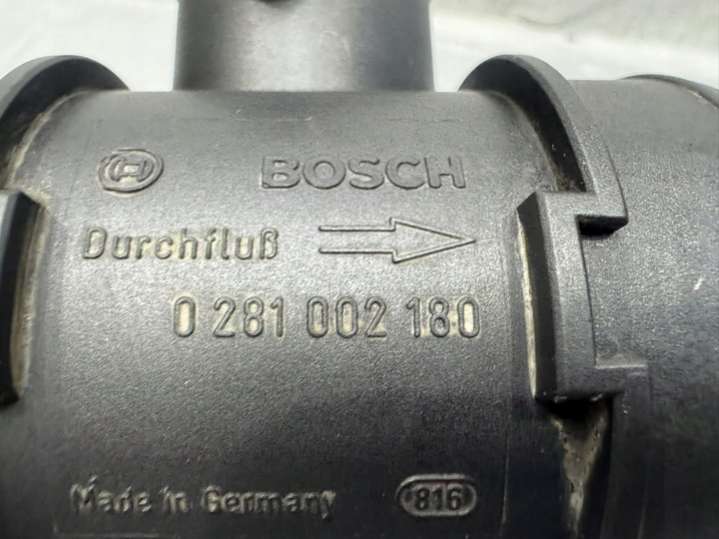 BOSCH
Durchfluß
0 281 002 180
Made in Germany 816